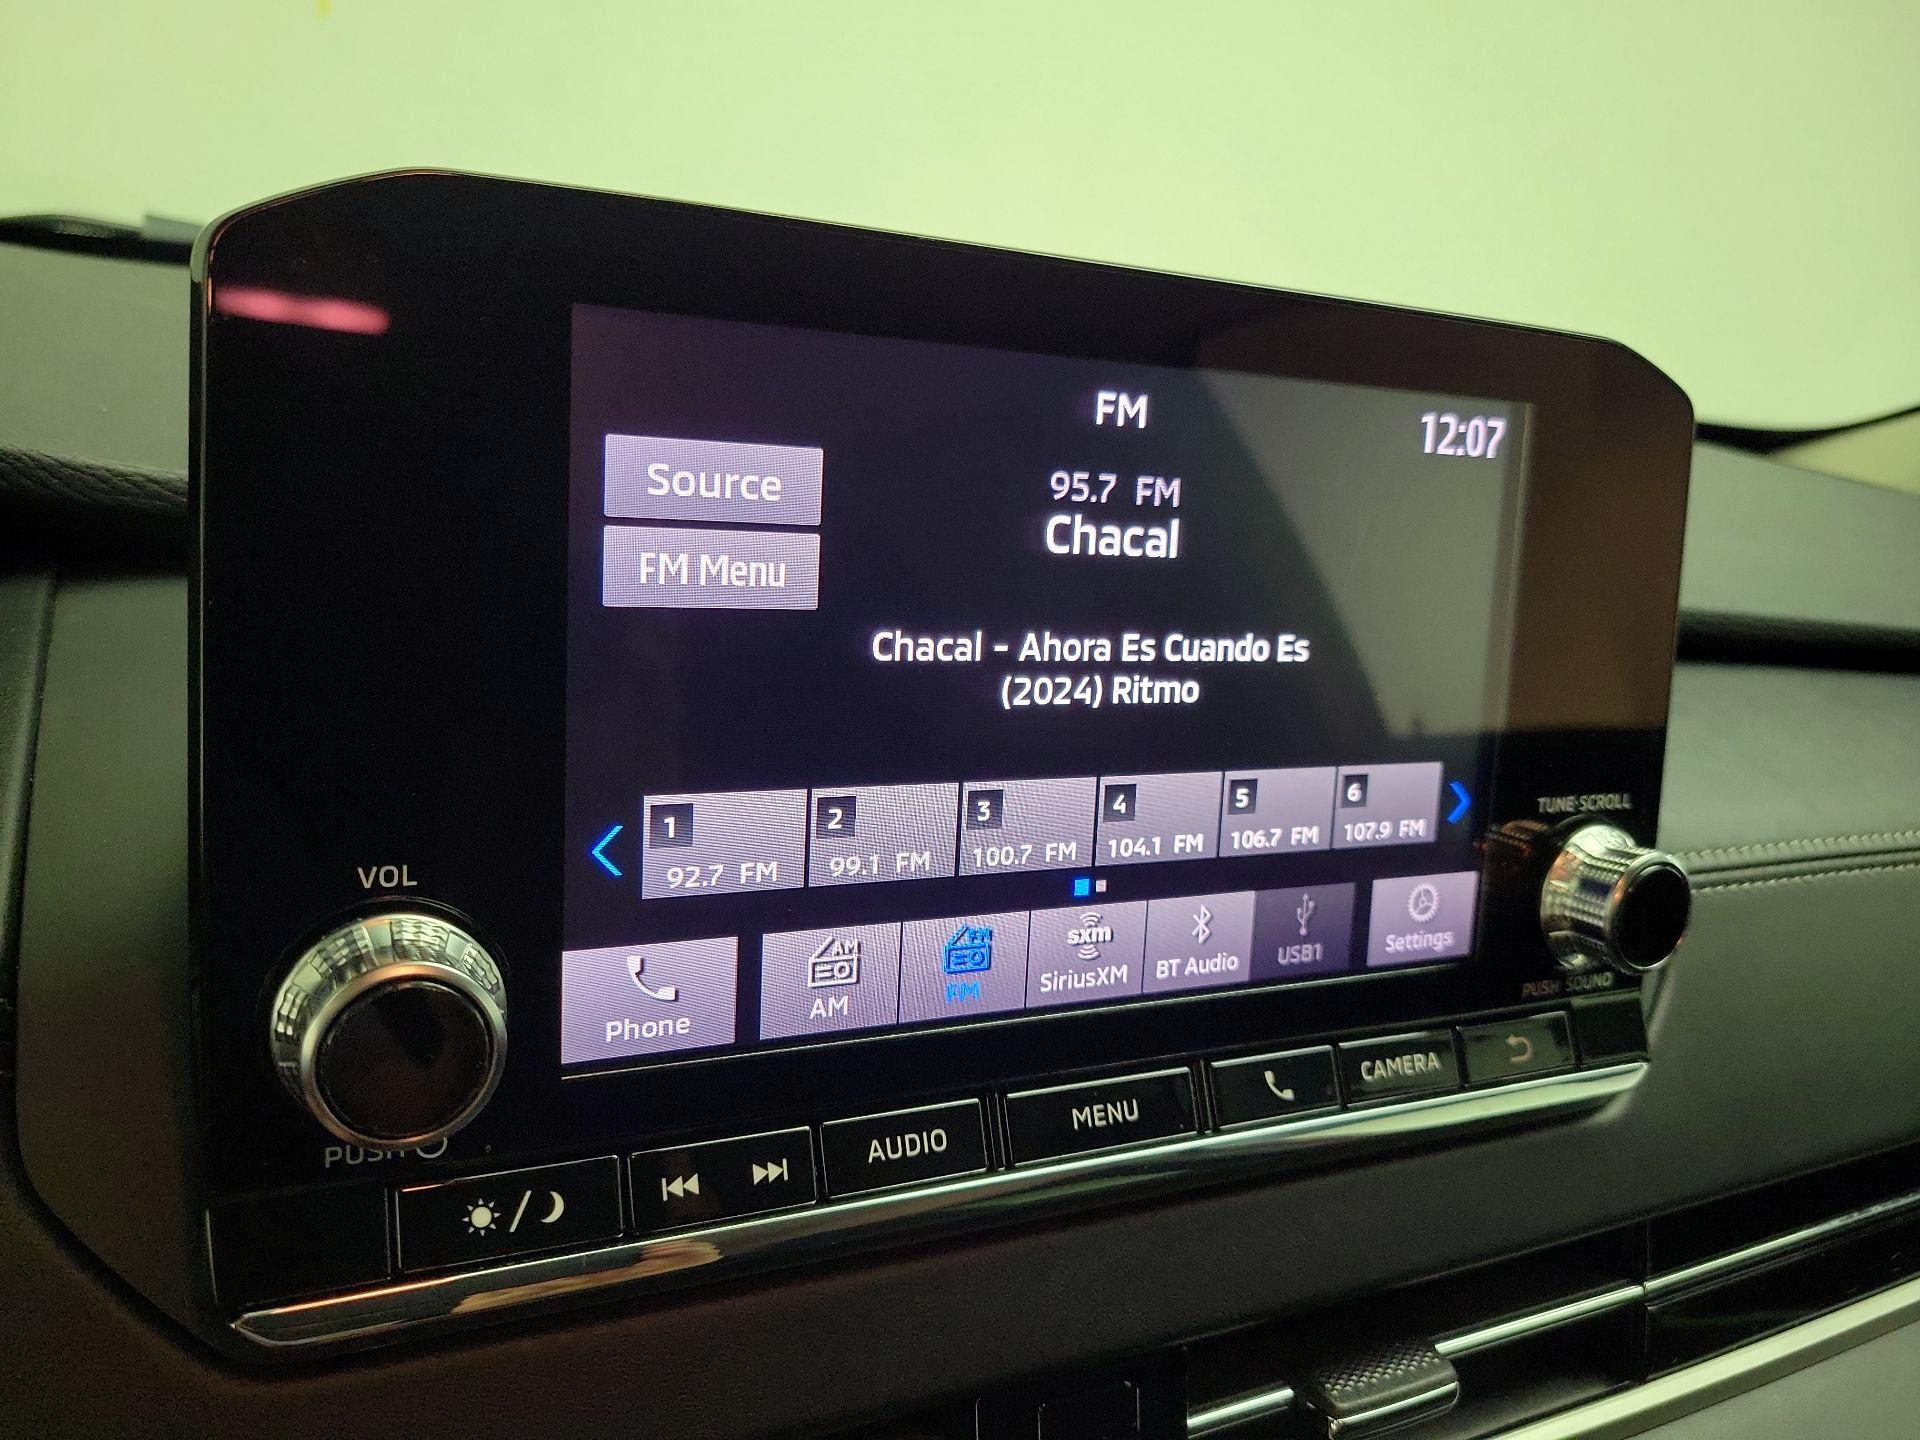 FM
12:07
Source
95.7 FM
Chacal
FM Menu
Chacal - Ahora Es Cuando Es
(2024) Ritmo
1
92.7 FM
2
99.1 FM
3
100.7 FM
4
104.1 FM
5
106.7 FM
6
107.9 FM
TUNE·SCROLL
VOL
Phone
AM
AM
FM
FM
sxm
SiriusXM
BT Audio
USB1
Settings
PUSH SOUND
PUSH
AUDIO
MENU
CAMERA